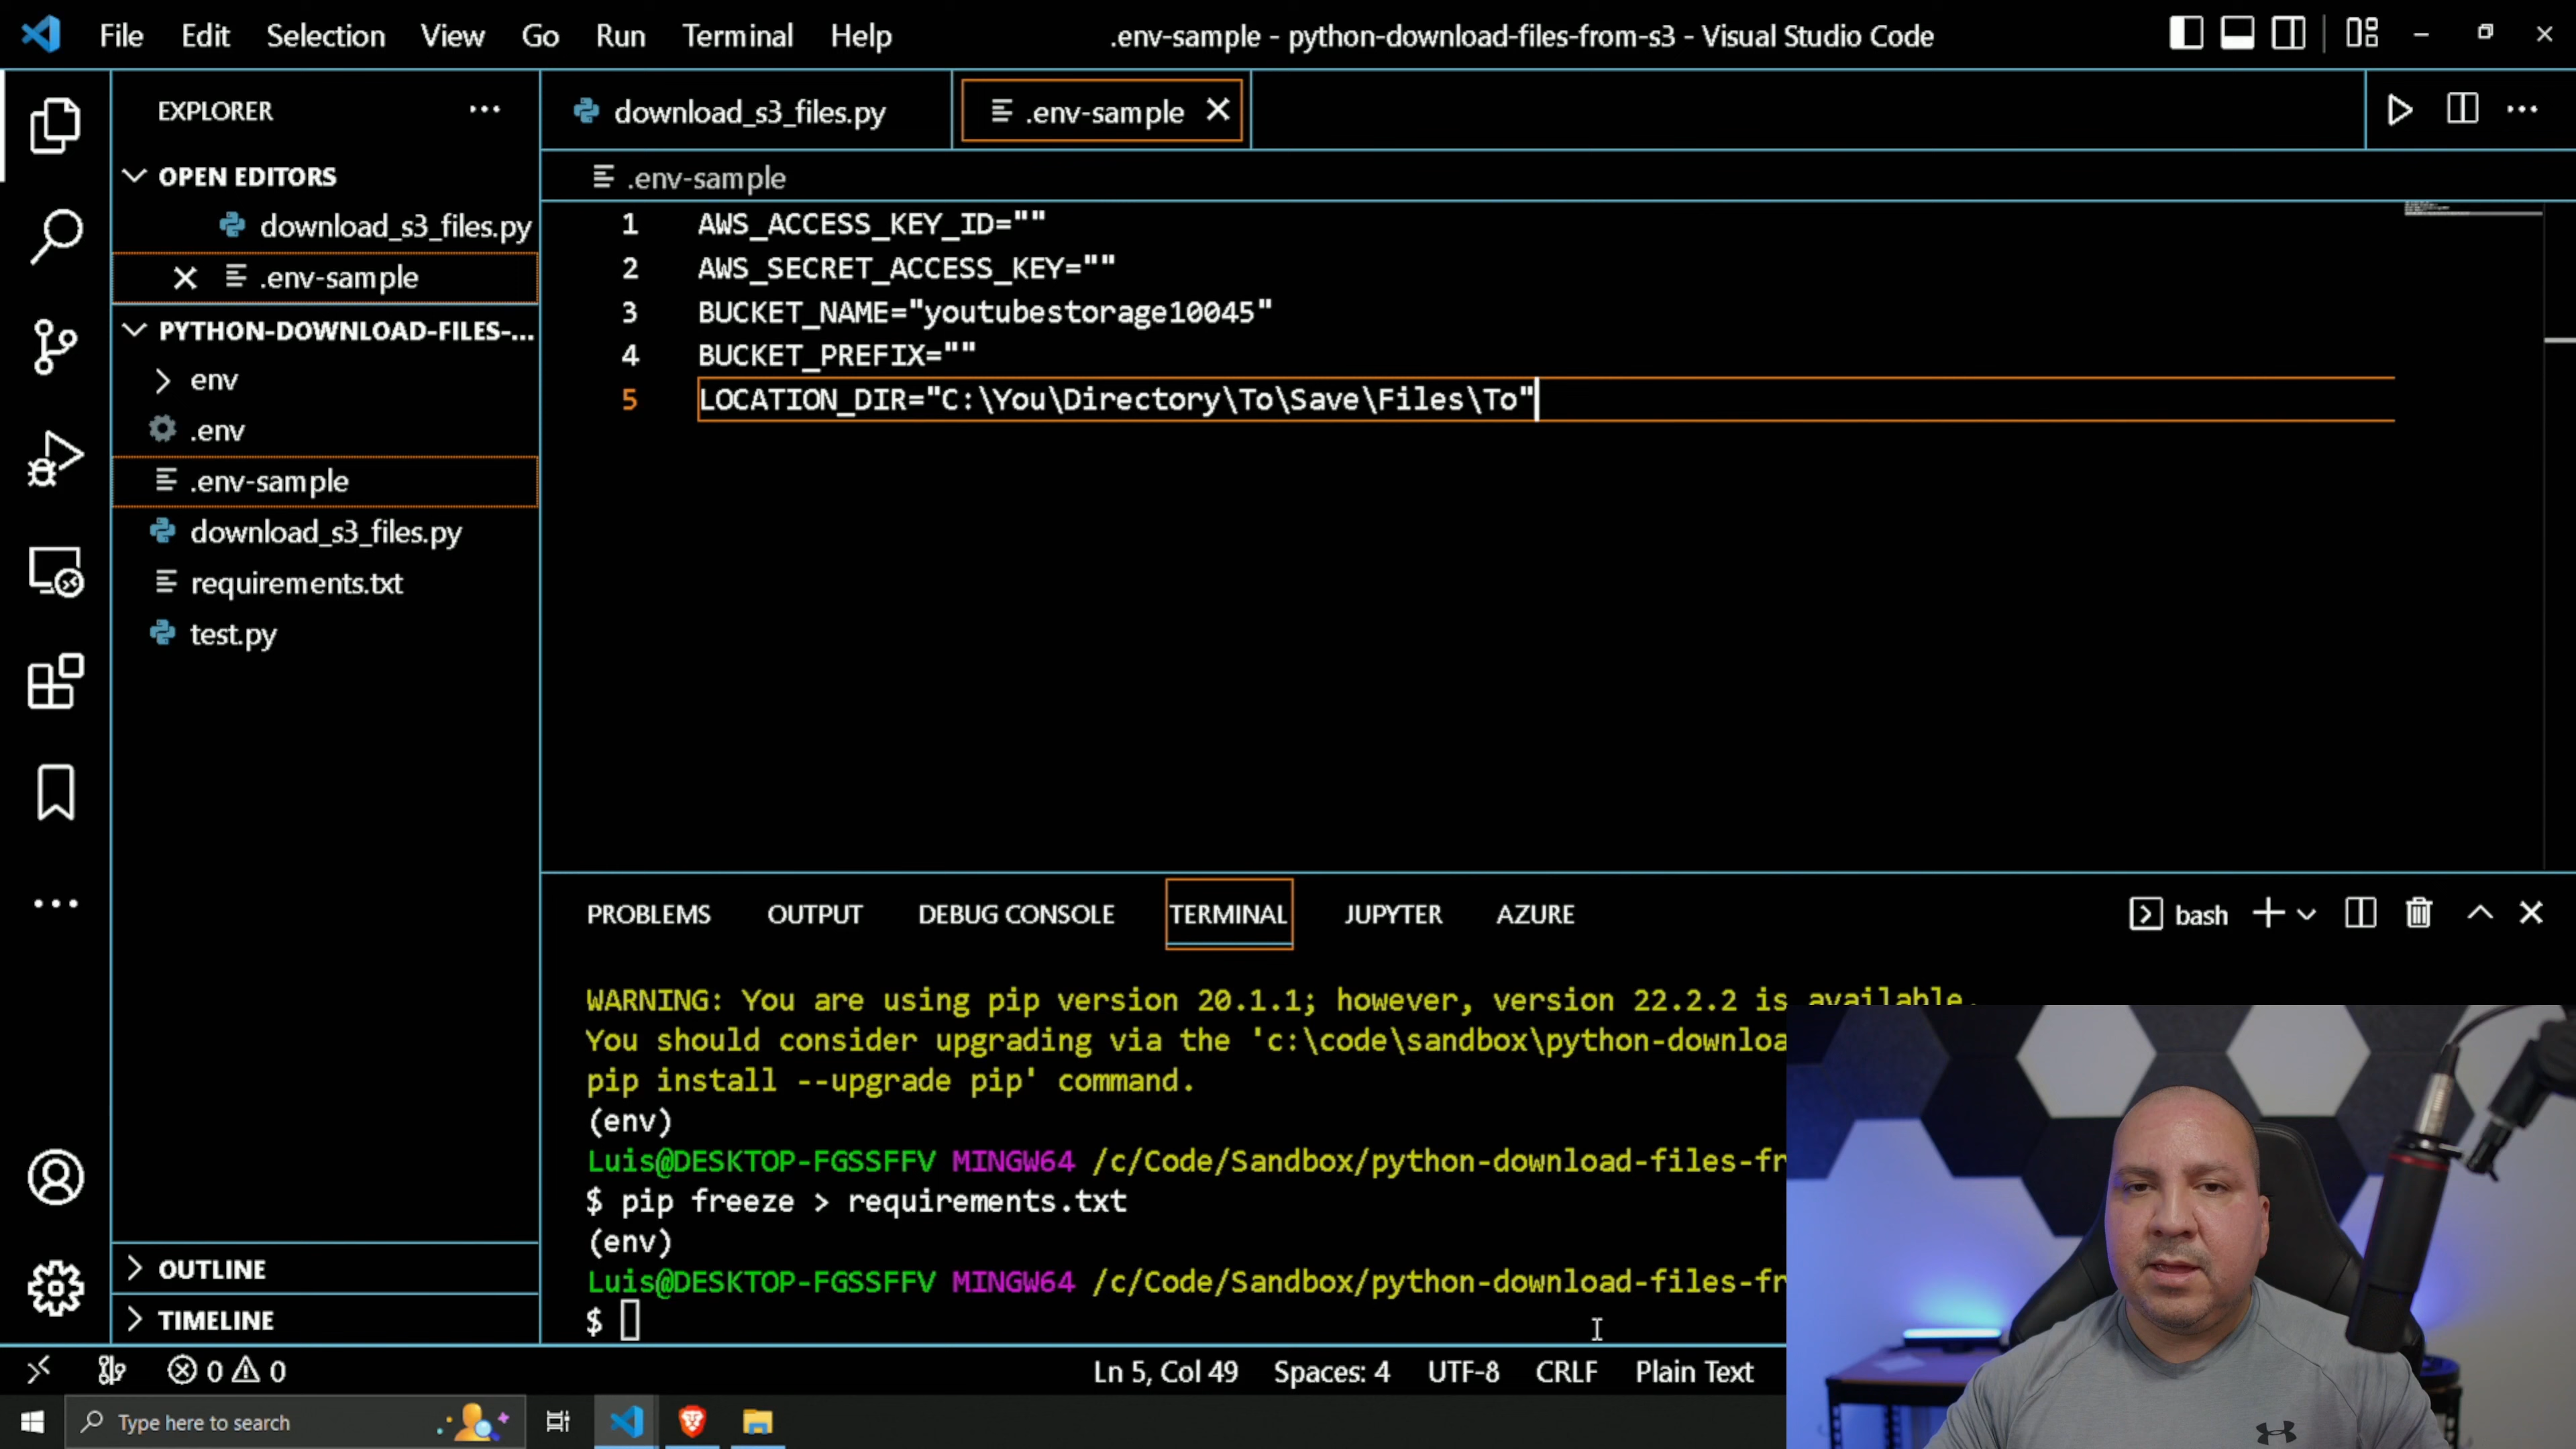 File Edit Selection View Go Run Terminal Help
.env-sample - python-download-files-from-s3 - Visual Studio Code
EXPLORER
OPEN EDITORS
download_s3_files.py
.env-sample
PYTHON-DOWNLOAD-FILES-...
env
.env
.env-sample
download_s3_files.py
requirements.txt
test.py
OUTLINE
TIMELINE
download_s3_files.py
.env-sample
.env-sample
1 AWS_ACCESS_KEY_ID=""
2 AWS_SECRET_ACCESS_KEY=""
3 BUCKET_NAME="youtubestorage10045"
4 BUCKET_PREFIX=""
5 LOCATION_DIR="C:\You\Directory\To\Save\Files\To"
PROBLEMS OUTPUT DEBUG CONSOLE TERMINAL JUPYTER AZURE
bash
WARNING: You are using pip version 20.1.1; however, version 22.2.2 is available.
You should consider upgrading via the 'c:\code\sandbox\python-downloa
pip install --upgrade pip' command.
(env)
Luis@DESKTOP-FGSSFFV MINGW64 /c/Code/Sandbox/python-download-files-fr
$ pip freeze > requirements.txt
(env)
Luis@DESKTOP-FGSSFFV MINGW64 /c/Code/Sandbox/python-download-files-fr
$
0 0
Ln 5, Col 49 Spaces: 4 UTF-8 CRLF Plain Text
Type here to search